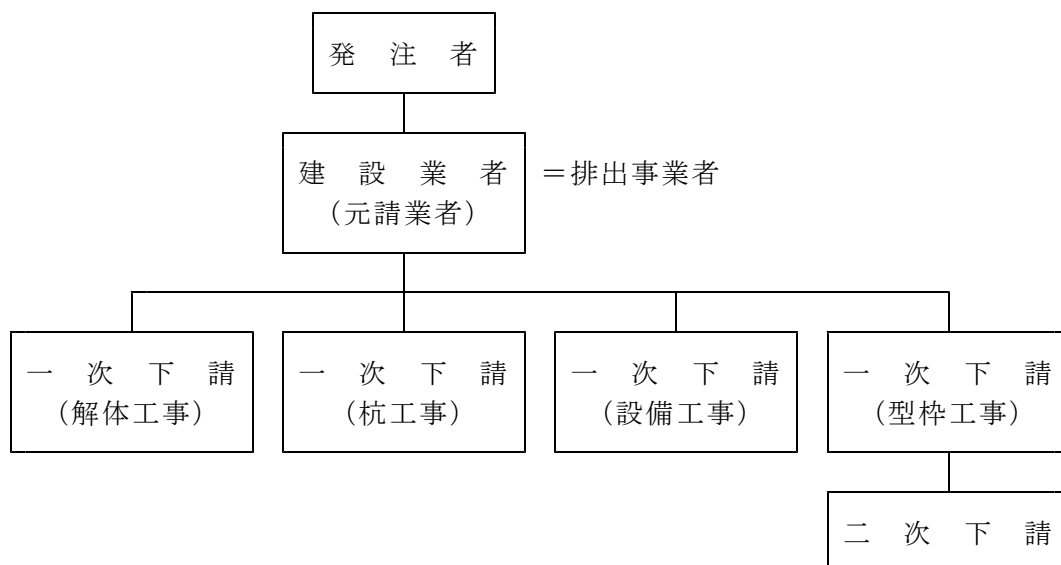 発注者
建設業者
(元請業者)
=排出事業者
一次下請
(解体工事)
一次下請
(杭工事)
一次下請
(設備工事)
一次下請
(型枠工事)
二次下請